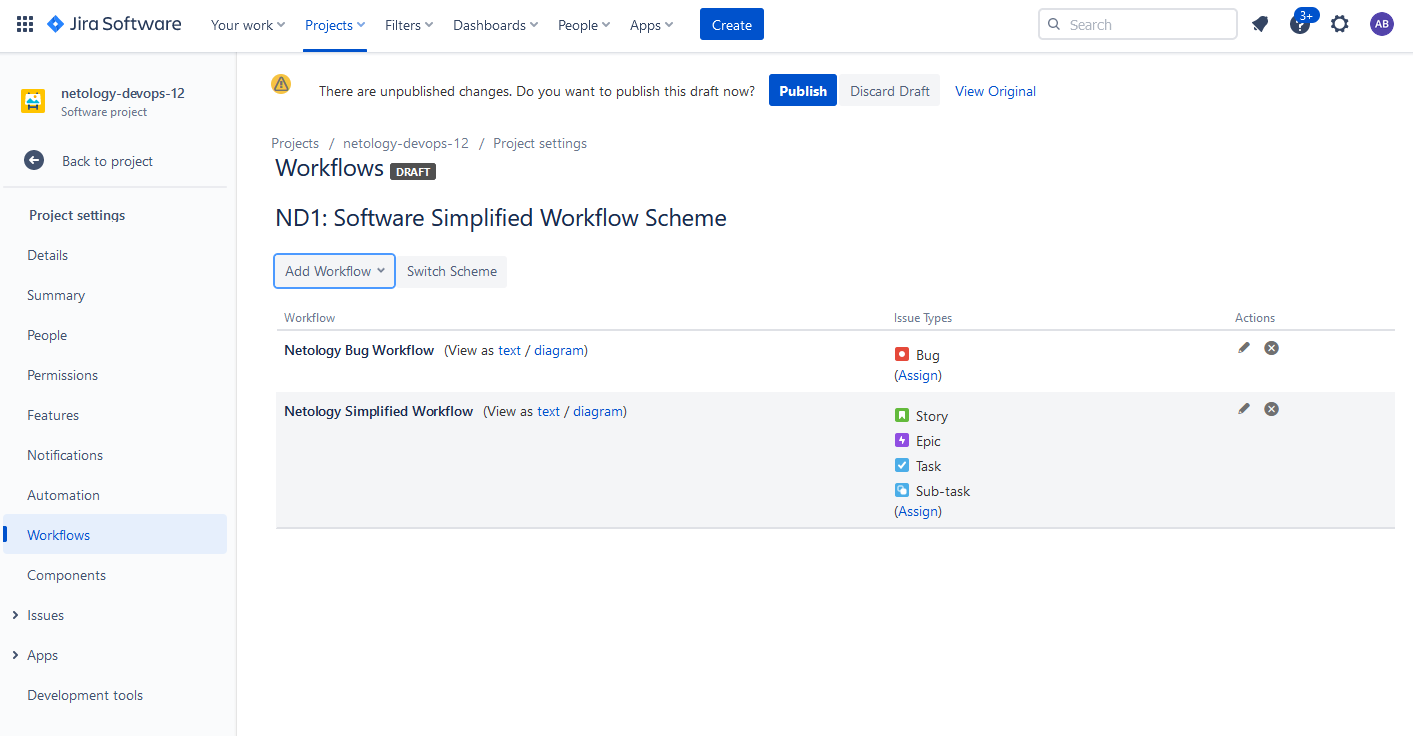 Jira Software
Your work
Projects
Filters
Dashboards
People
Apps
Create
Search
3+
AB
netology-devops-12
Software project
Back to project
Project settings
Details
Summary
People
Permissions
Features
Notifications
Automation
Workflows
Components
Issues
Apps
Development tools
There are unpublished changes. Do you want to publish this draft now? Publish Discard Draft View Original
Projects / netology-devops-12 / Project settings
Workflows DRAFT
ND1: Software Simplified Workflow Scheme
Add Workflow Switch Scheme
Workflow Issue Types Actions
Netology Bug Workflow (View as text / diagram) Bug
(Assign)
Netology Simplified Workflow (View as text / diagram) Story
Epic
Task
Sub-task
(Assign)